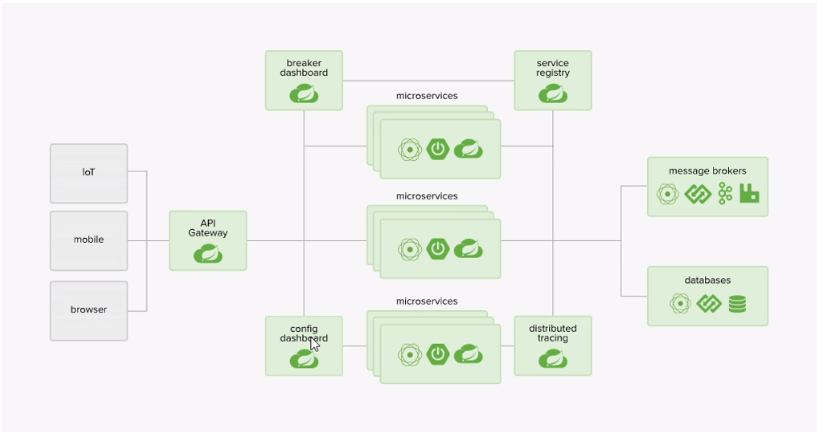 breaker
dashboard
service
registry
microservices
IoT
mobile
browser
API
Gateway
microservices
message brokers
databases
microservices
config
dashboard
distributed
tracing